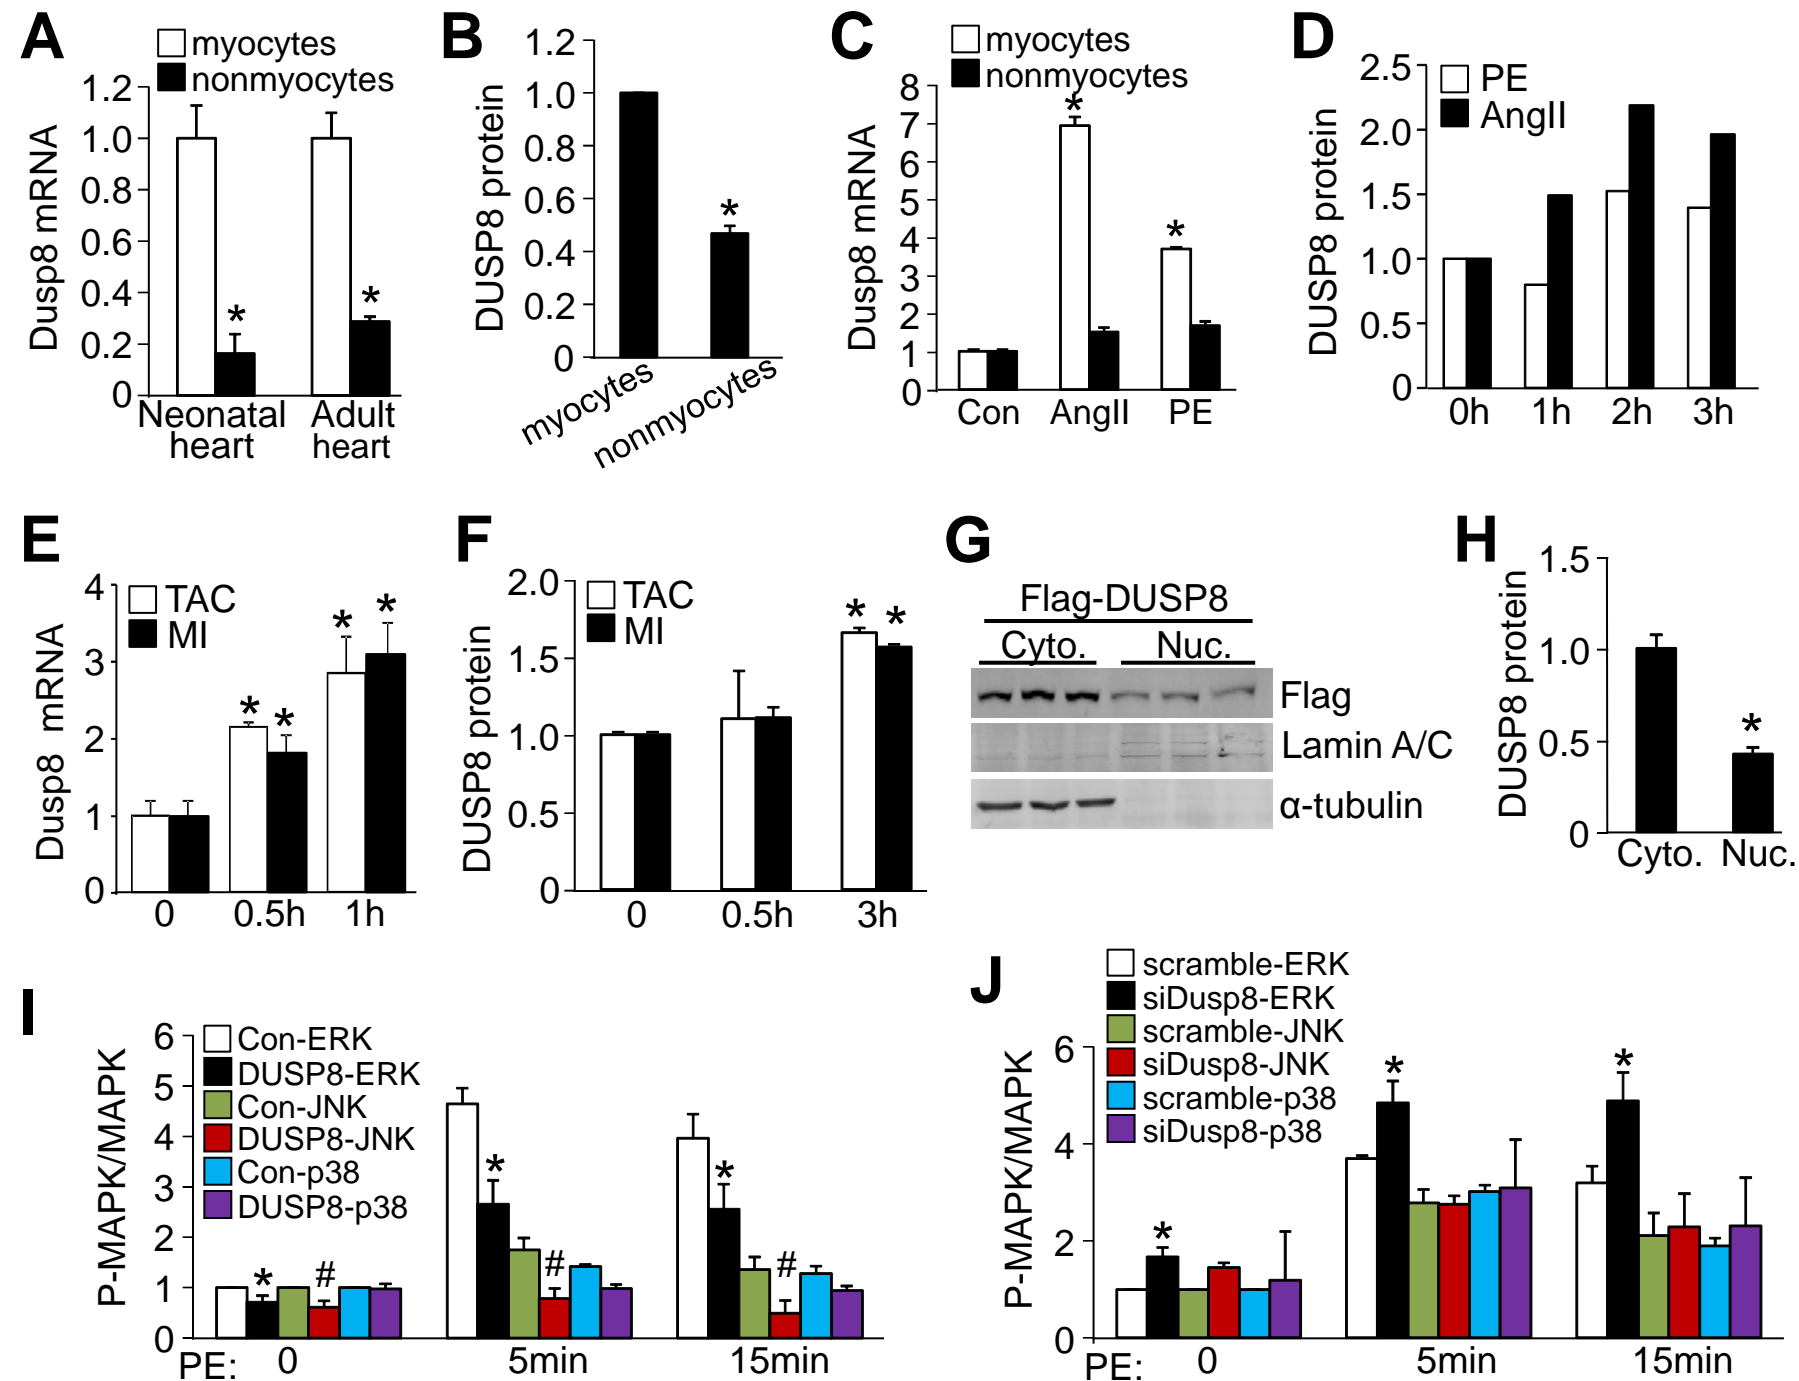 A
myocytes
nonmyocytes
Dusp8 mRNA
1.2
1.0
0.8
0.6
0.4
0.2
0
*
*
Neonatal heart
Adult heart
B
DUSP8 protein
1.2
1.0
0.8
0.6
0.4
0.2
0
*
myocytes
nonmyocytes
C
myocytes
nonmyocytes
Dusp8 mRNA
8
7
6
5
4
3
2
1
0
*
*
Con
AngII
PE
D
PE
AngII
DUSP8 protein
2.5
2.0
1.5
1.0
0.5
0
0h
1h
2h
3h
E
TAC
MI
Dusp8 mRNA
4
3
2
1
0
*
*
*
*
0
0.5h
1h
F
TAC
MI
DUSP8 protein
2.0
1.5
1.0
0.5
0
*
*
0
0.5h
3h
G
Flag-DUSP8
Cyto.
Nuc.
Flag
Lamin A/C
α-tubulin
H
DUSP8 protein
1.5
1.0
0.5
0
*
Cyto.
Nuc.
I
P-MAPK/MAPK
6
5
4
3
2
1
0
Con-ERK
DUSP8-ERK
Con-JNK
DUSP8-JNK
Con-p38
DUSP8-p38
*
#
*
#
*
#
PE:
0
5min
15min
J
P-MAPK/MAPK
6
4
2
0
scramble-ERK
siDusp8-ERK
scramble-JNK
siDusp8-JNK
scramble-p38
siDusp8-p38
*
*
*
PE:
0
5min
15min